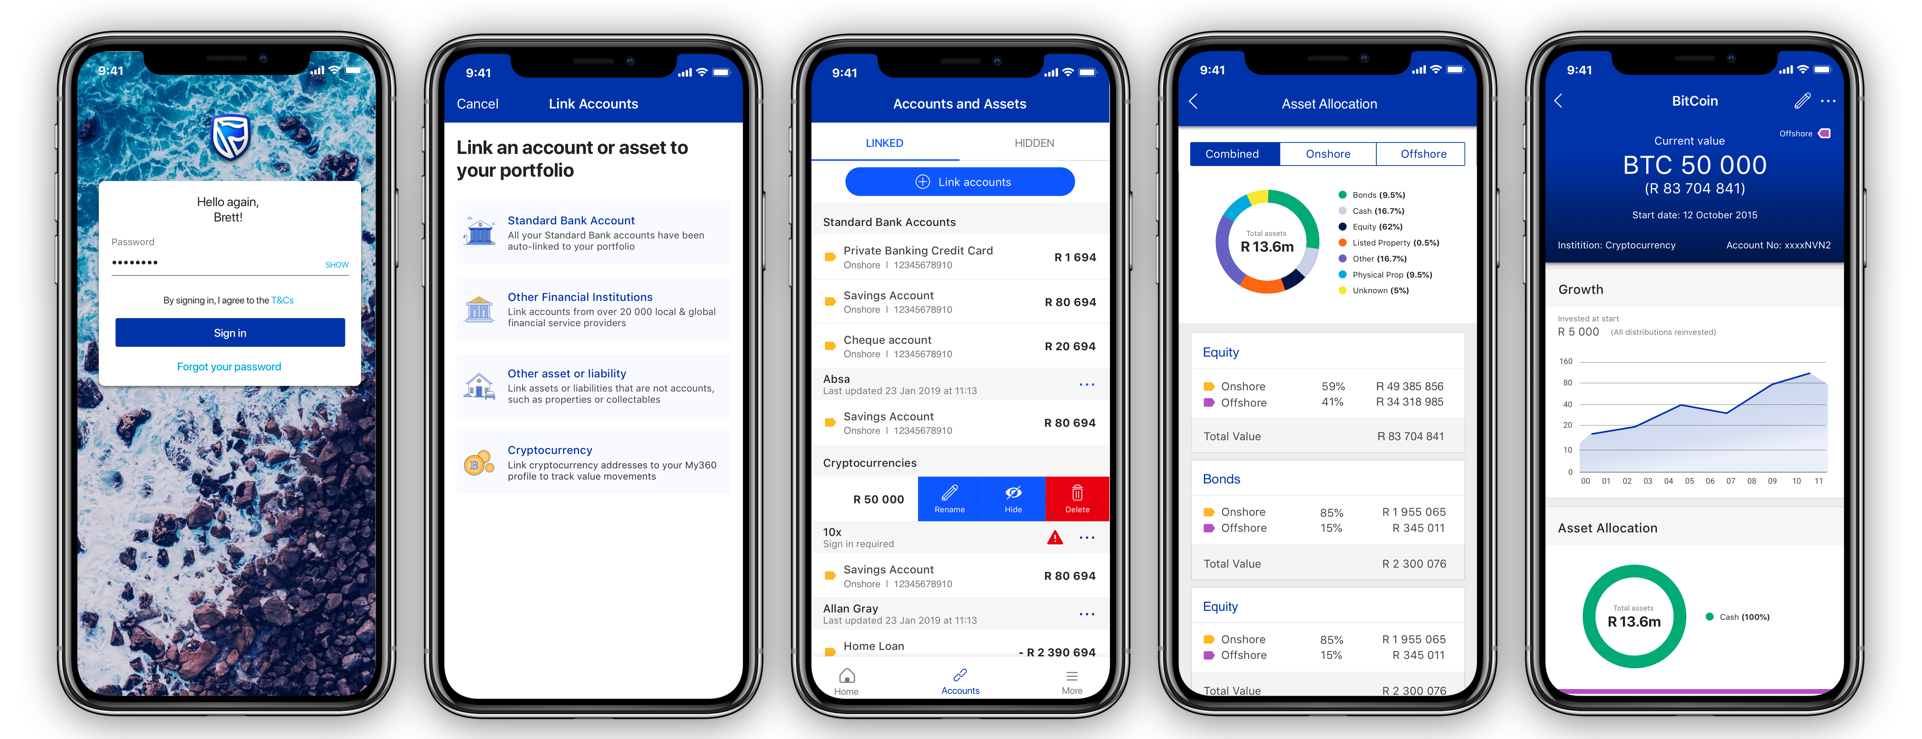 9:41
Hello again,
Brett!
Password
••••••••
SHOW
By signing in, I agree to the T&Cs
Sign in
Forgot your password
9:41
Cancel
Link Accounts
Link an account or asset to
your portfolio
Standard Bank Account
All your Standard Bank accounts have been
auto-linked to your portfolio
Other Financial Institutions
Link accounts from over 20 000 local & global
financial service providers
Other asset or liability
Link assets or liabilities that are not accounts,
such as properties or collectables
Cryptocurrency
Link cryptocurrency addresses to your My360
profile to track value movements
9:41
Accounts and Assets
LINKED HIDDEN
Link accounts
Standard Bank Accounts
Private Banking Credit Card
Onshore | 12345678910
R 1 694
Savings Account
Onshore | 12345678910
R 80 694
Cheque account
Onshore | 12345678910
R 20 694
Absa
Last updated 23 Jan 2019 at 11:13
Savings Account
Onshore | 12345678910
R 80 694
Cryptocurrencies
R 50 000
Rename Hide Delete
10x
Sign in required
Savings Account
Onshore | 12345678910
R 80 694
Allan Gray
Last updated 23 Jan 2019 at 11:13
Home Loan
- R 2 390 694
Home Accounts More
9:41
Asset Allocation
Combined Onshore Offshore
Total assets
R 13.6m
Bonds (9.5%)
Cash (16.7%)
Equity (62%)
Listed Property (0.5%)
Other (16.7%)
Physical Prop (9.5%)
Unknown (5%)
Equity
Onshore 59% R 49 385 856
Offshore 41% R 34 318 985
Total Value R 83 704 841
Bonds
Onshore 85% R 1 955 065
Offshore 15% R 345 011
Total Value R 2 300 076
Equity
Onshore 85% R 1 955 065
Offshore 15% R 345 011
Total Value R 2 300 076
9:41
BitCoin
Offshore
Current value
BTC 50 000
(R 83 704 841)
Start date: 12 October 2015
Instittion: Cryptocurrency Account No: xxxxNVN2
Growth
Invested at start
R 5 000 (All distributions reinvested)
160
80
40
20
10
0
00 01 02 03 04 05 06 07 08 09 10 11
Asset Allocation
Total assets
R 13.6m
Cash (100%)